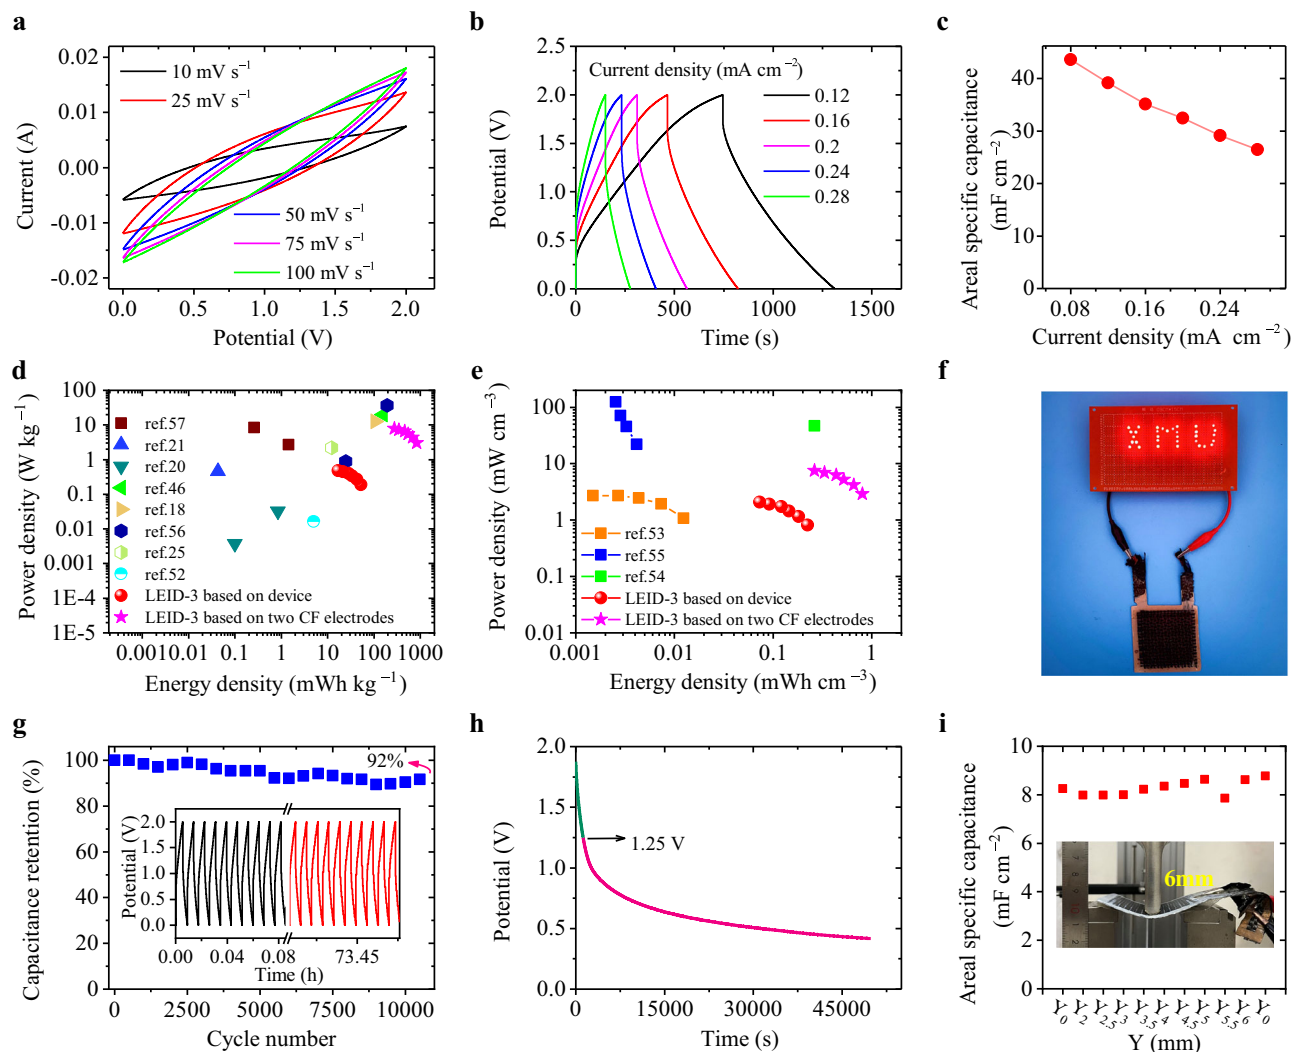 a
0.02
0.01
0.00
-0.01
-0.02
Current (A)
10 mV s⁻¹
25 mV s⁻¹
50 mV s⁻¹
75 mV s⁻¹
100 mV s⁻¹
0.0 0.5 1.0 1.5 2.0
Potential (V)
b
2.5
2.0
1.5
1.0
0.5
0.0
Potential (V)
Current density (mA cm⁻²)
0.12
0.16
0.2
0.24
0.28
0 500 1000 1500
Time (s)
c
40
30
20
10
0
Areal specific capacitance
(mF cm⁻²)
0.08 0.16 0.24
Current density (mA cm⁻²)
d
100
10
1
0.1
0.01
0.001
1E-4
1E-5
Power density (W kg⁻¹)
ref.57
ref.21
ref.20
ref.46
ref.18
ref.56
ref.25
ref.52
LEID-3 based on device
LEID-3 based on two CF electrodes
0.0010.01 0.1 1 10 100 1000
Energy density (mWh kg⁻¹)
e
100
10
1
0.1
0.01
Power density (mW cm⁻³)
ref.53
ref.55
ref.54
LEID-3 based on device
LEID-3 based on two CF electrodes
0.001 0.01 0.1 1
Energy density (mWh cm⁻³)
f
XMU
g
100
80
60
40
20
0
Capacitance retention (%)
92%
2.0
1.5
1.0
0.5
0.0
Potential (V)
0.00 0.04 0.08 73.45
Time (h)
0 2500 5000 7500 10000
Cycle number
h
2.0
1.5
1.0
0.5
0.0
Potential (V)
1.25 V
0 15000 30000 45000
Time (s)
i
10
8
6
4
2
0
Areal specific capacitance
(mF cm⁻²)
6mm
Y₀ Y₂ Y₂.₅ Y₃ Y₃.₅ Y₄ Y₄.₅ Y₅ Y₅.₅ Y₆ Y₀
Y (mm)